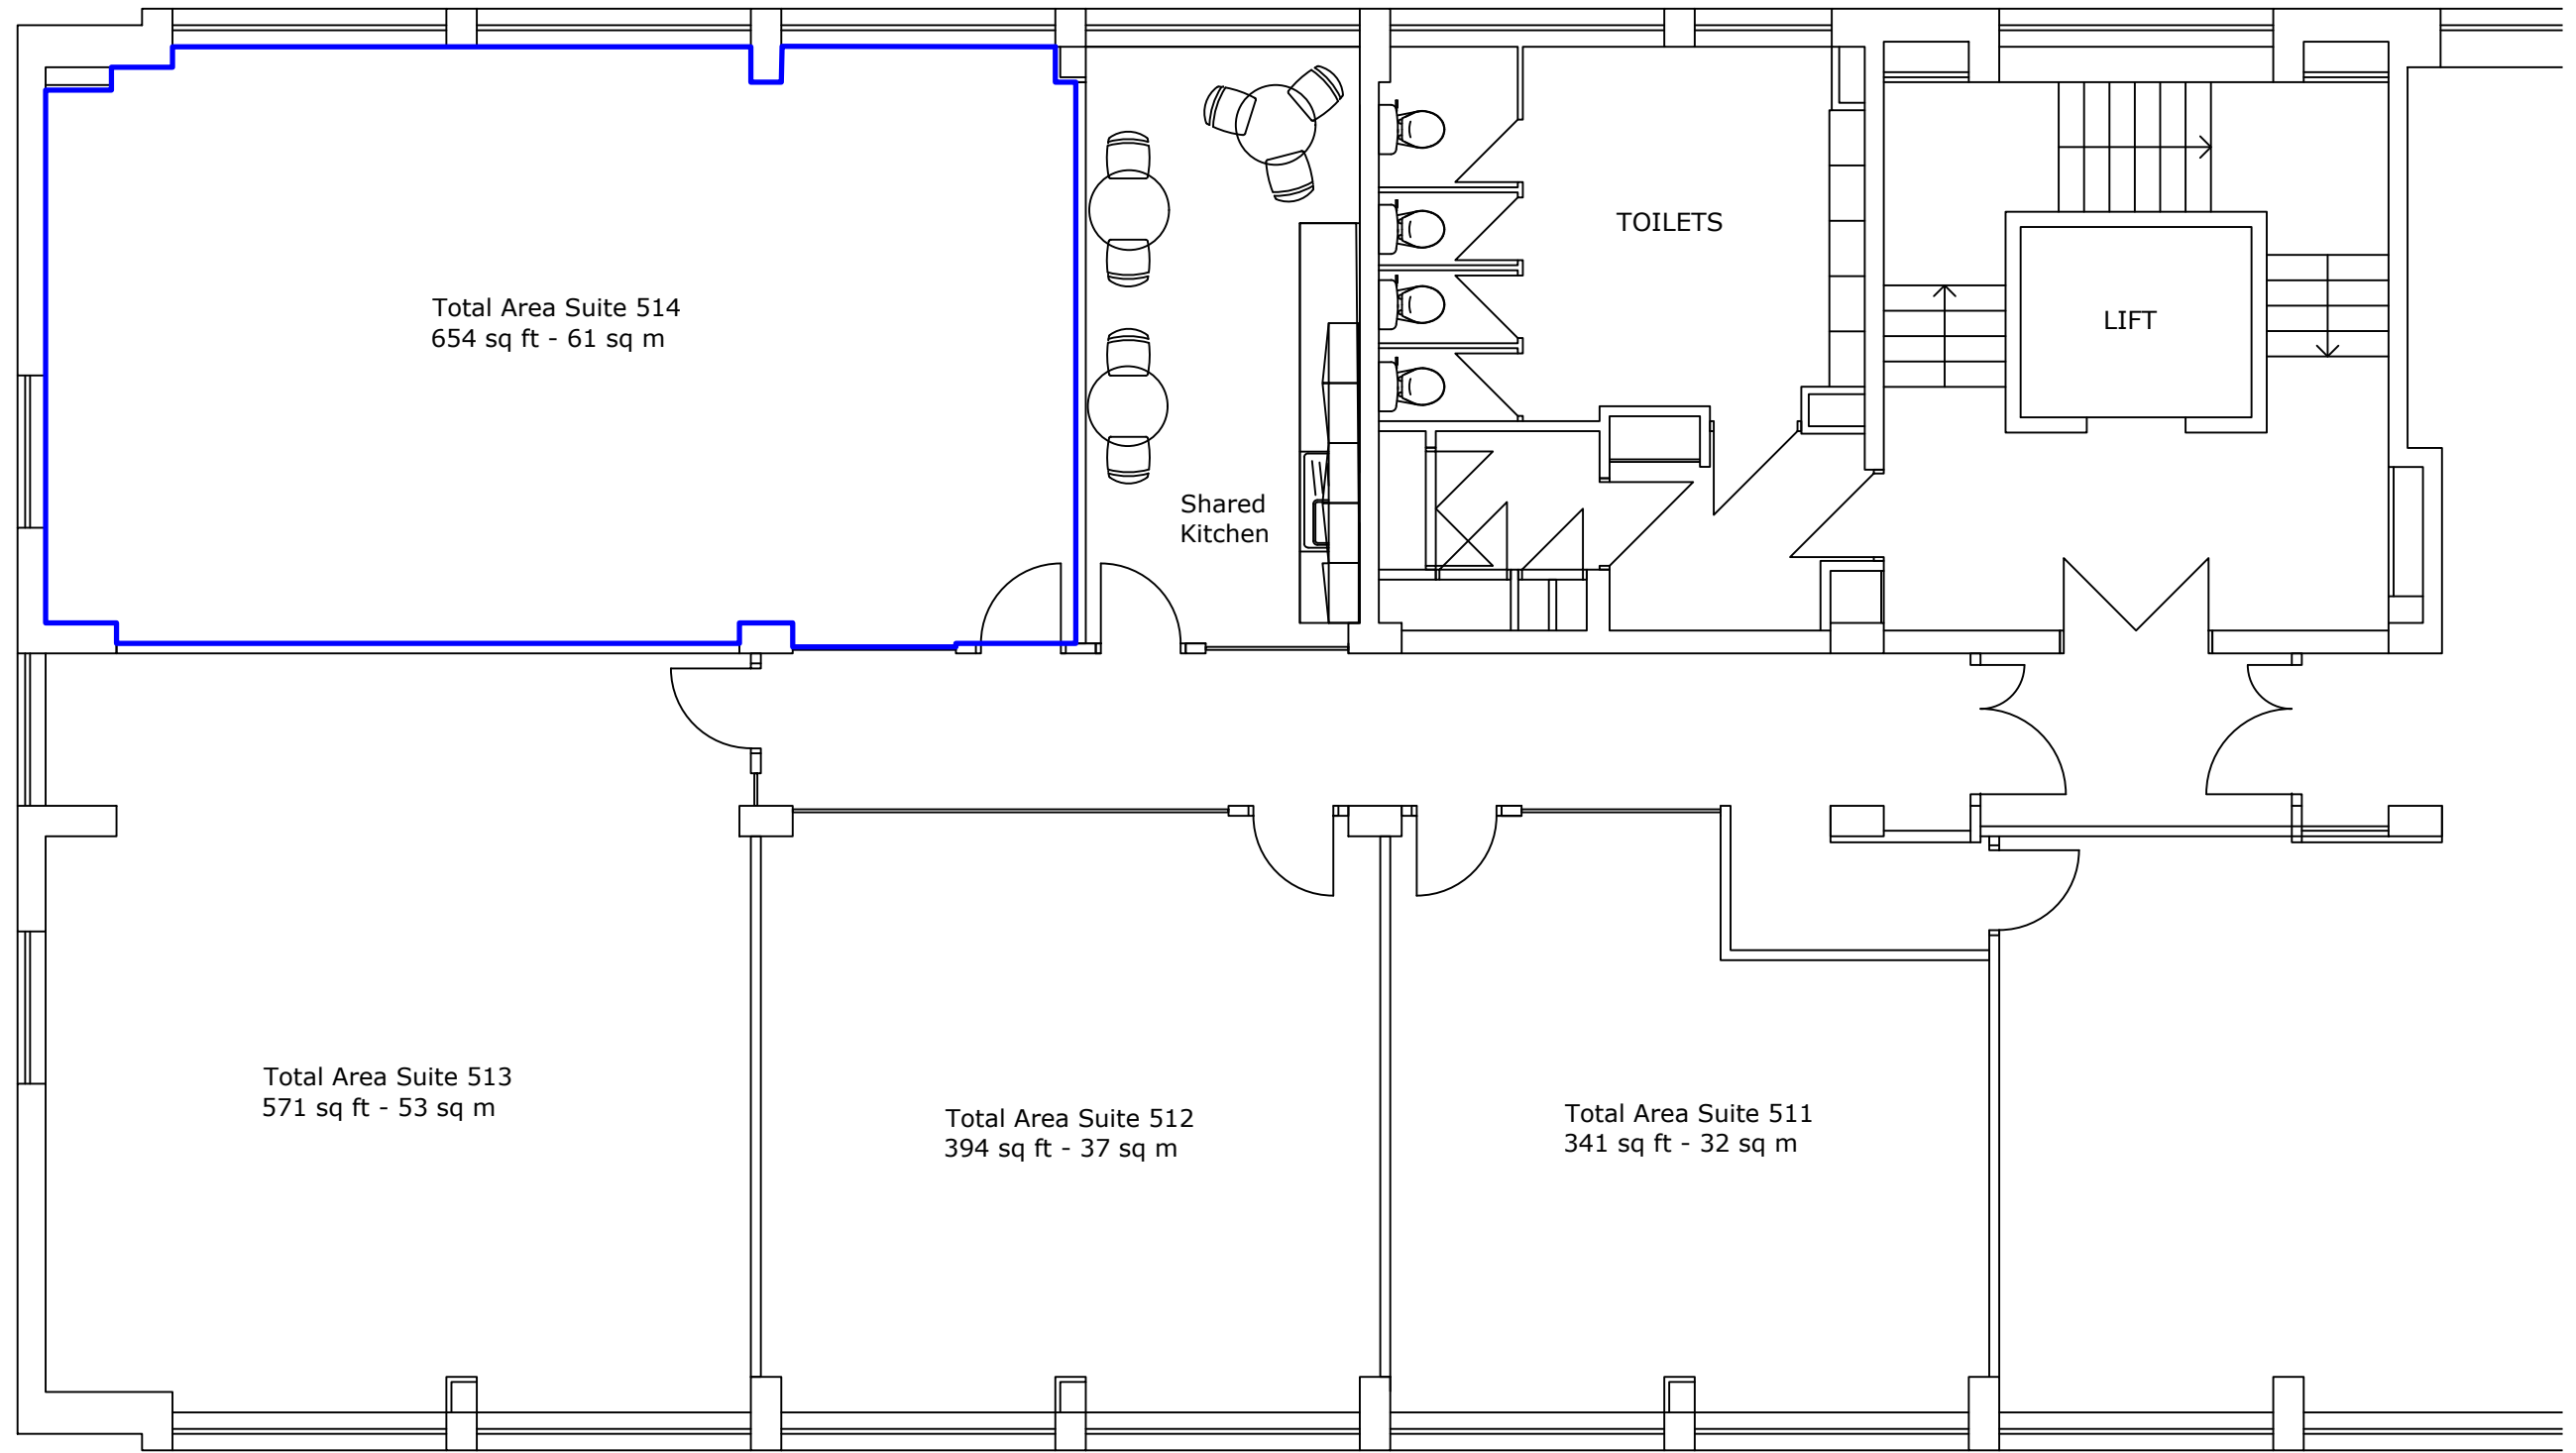 TOILETS
Total Area Suite 514
654 sq ft - 61 sq m
LIFT
Shared
Kitchen
Total Area Suite 513
571 sq ft - 53 sq m
Total Area Suite 512
394 sq ft - 37 sq m
Total Area Suite 511
341 sq ft - 32 sq m